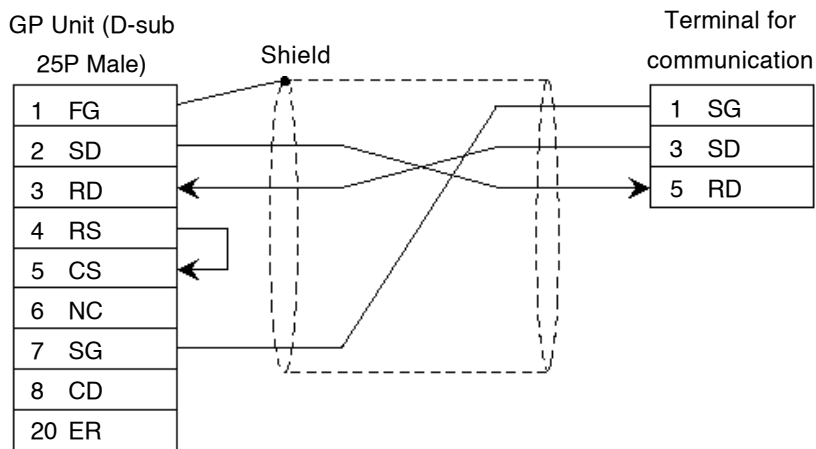 GP Unit (D-sub
25P Male)
Shield
Terminal for
communication
1 FG
2 SD
3 RD
4 RS
5 CS
6 NC
7 SG
8 CD
20 ER
1 SG
3 SD
5 RD